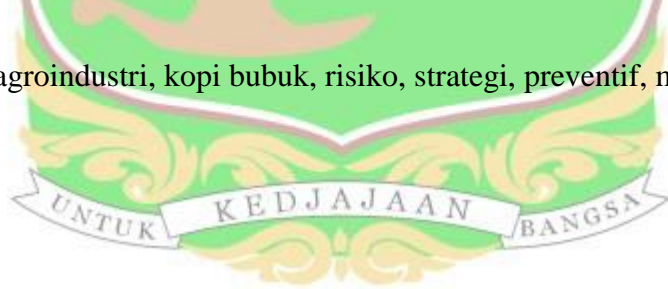 agroindustri, kopi bubuk, risiko, strategi, preventif,
UNTUK KEDJAJAAN BANGSA